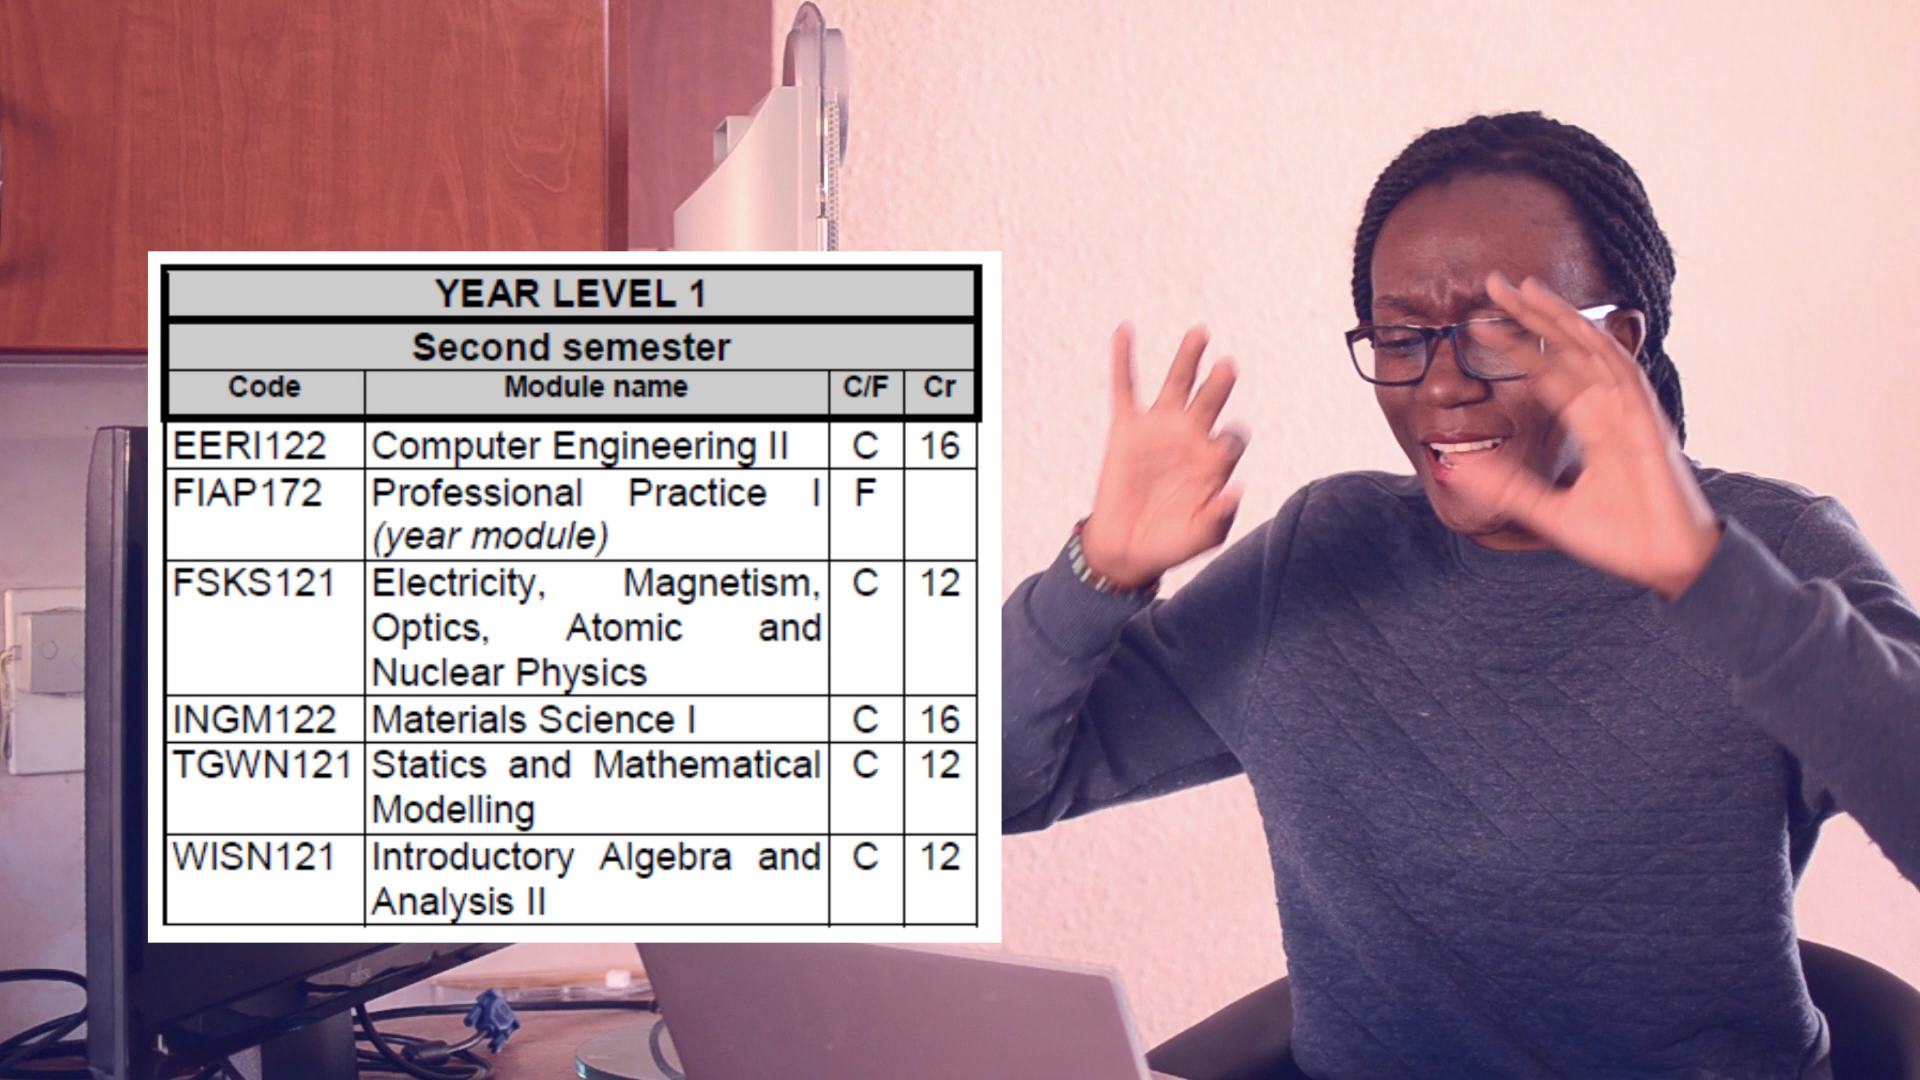 YEAR LEVEL 1
Second semester
Code Module name C/F Cr
EERI122 Computer Engineering II C 16
FIAP172 Professional Practice I F
(year module)
FSKS121 Electricity, Magnetism, C 12
Optics, Atomic and
Nuclear Physics
INGM122 Materials Science I C 16
TGWN121 Statics and Mathematical C 12
Modelling
WISN121 Introductory Algebra and C 12
Analysis II